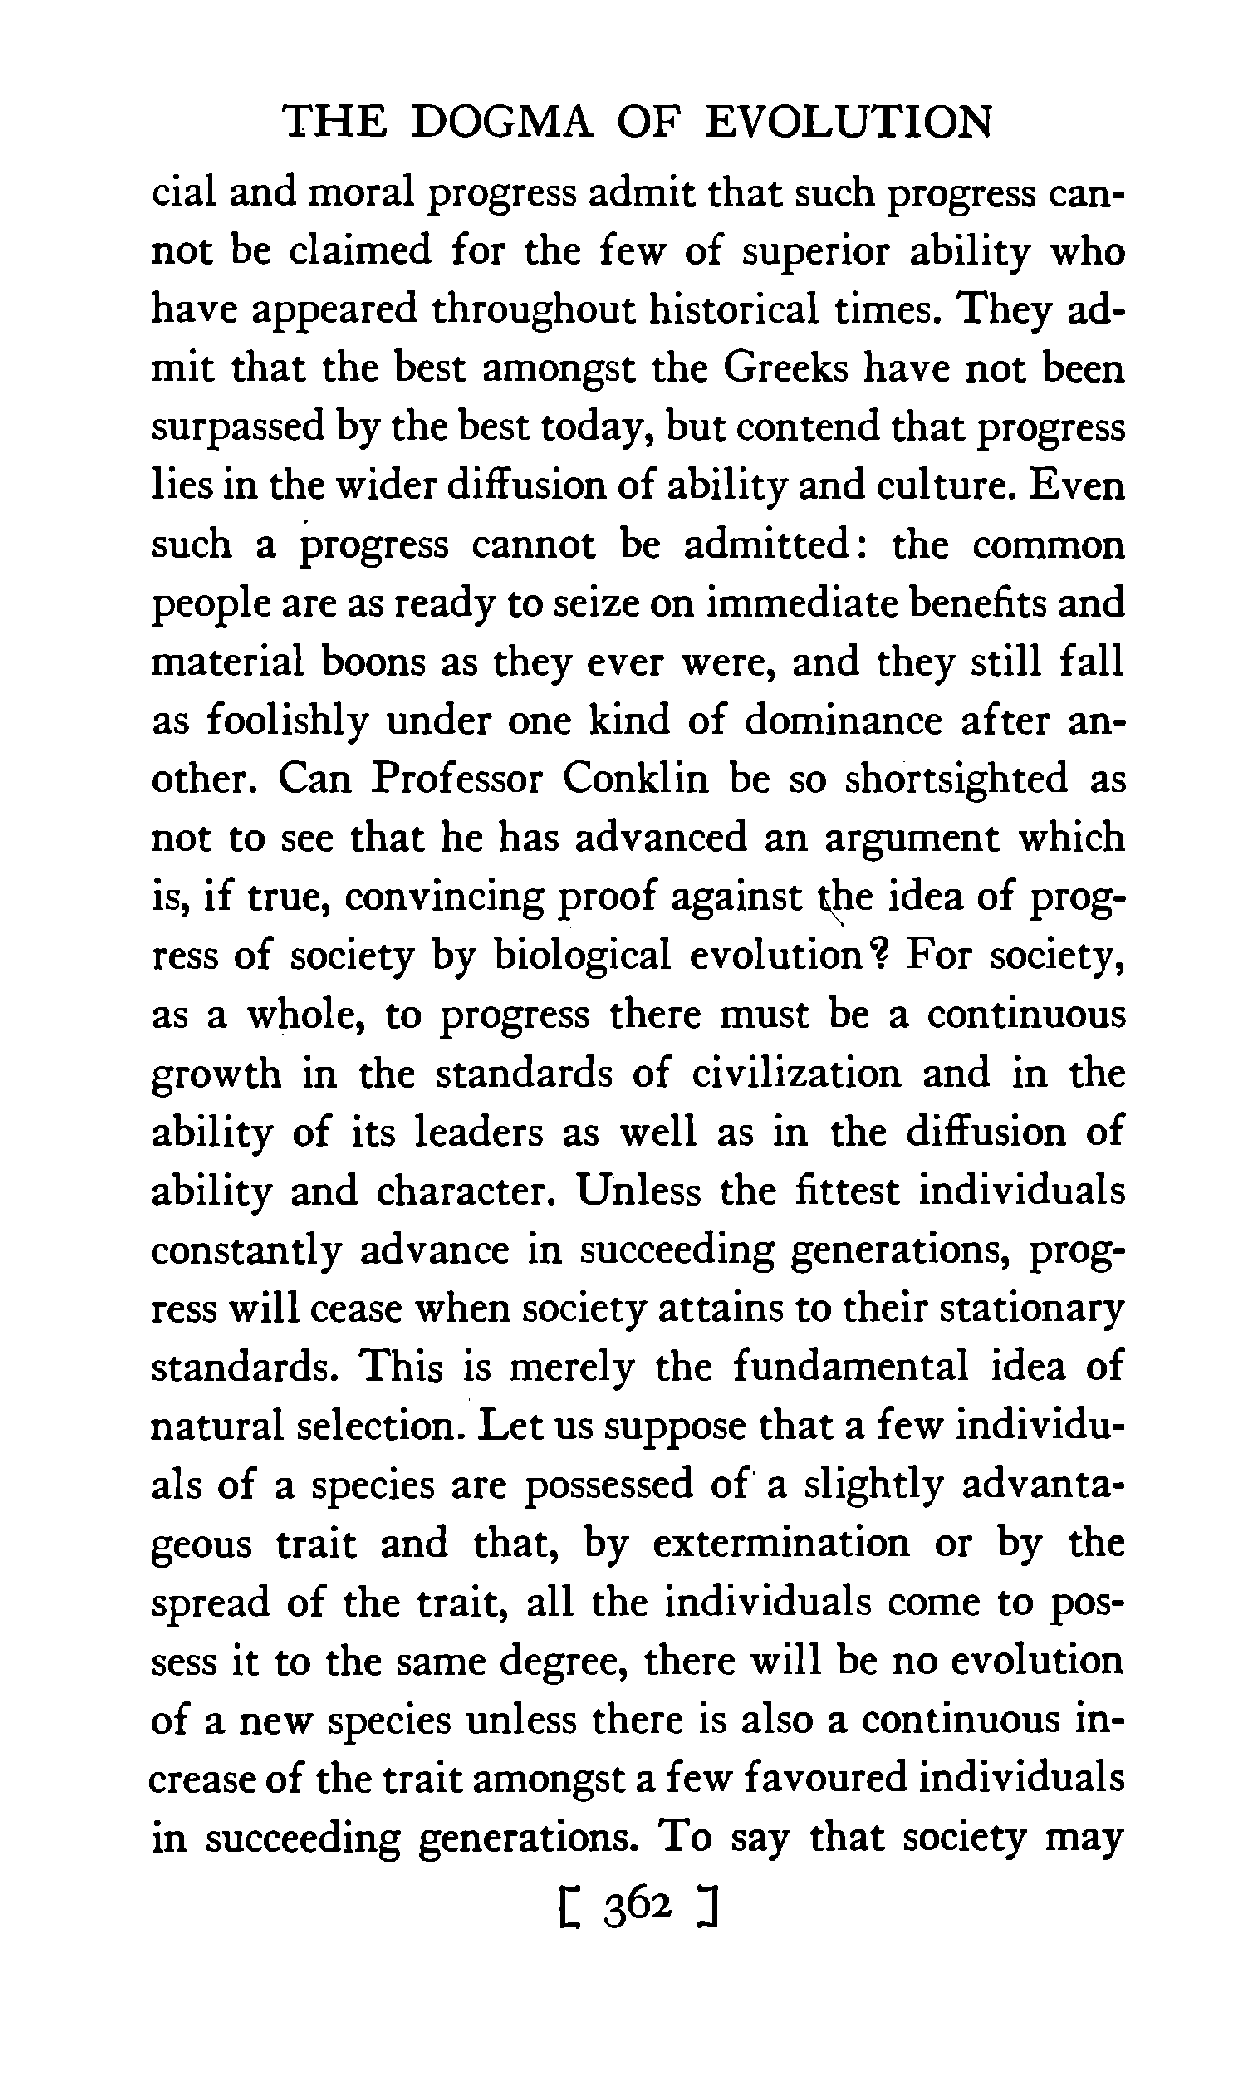 THE DOGMA OF EVOLUTION
cial and moral progress admit that such progress can-
not be claimed for the few of superior ability who
have appeared throughout historical times. They ad-
mit that the best amongst the Greeks have not been
surpassed by the best today, but contend that progress
lies in the wider diffusion of ability and culture. Even
such a progress cannot be admitted: the common
people are as ready to seize on immediate benefits and
material boons as they ever were, and they still fall
as foolishly under one kind of dominance after an-
other. Can Professor Conklin be so shortsighted as
not to see that he has advanced an argument which
is, if true, convincing proof against the idea of prog-
ress of society by biological evolution? For society,
as a whole, to progress there must be a continuous
growth in the standards of civilization and in the
ability of its leaders as well as in the diffusion of
ability and character. Unless the fittest individuals
constantly advance in succeeding generations, prog-
ress will cease when society attains to their stationary
standards. This is merely the fundamental idea of
natural selection. Let us suppose that a few individu-
als of a species are possessed of a slightly advanta-
geous trait and that, by extermination or by the
spread of the trait, all the individuals come to pos-
sess it to the same degree, there will be no evolution
of a new species unless there is also a continuous in-
crease of the trait amongst a few favoured individuals
in succeeding generations. To say that society may
[ 362 ]